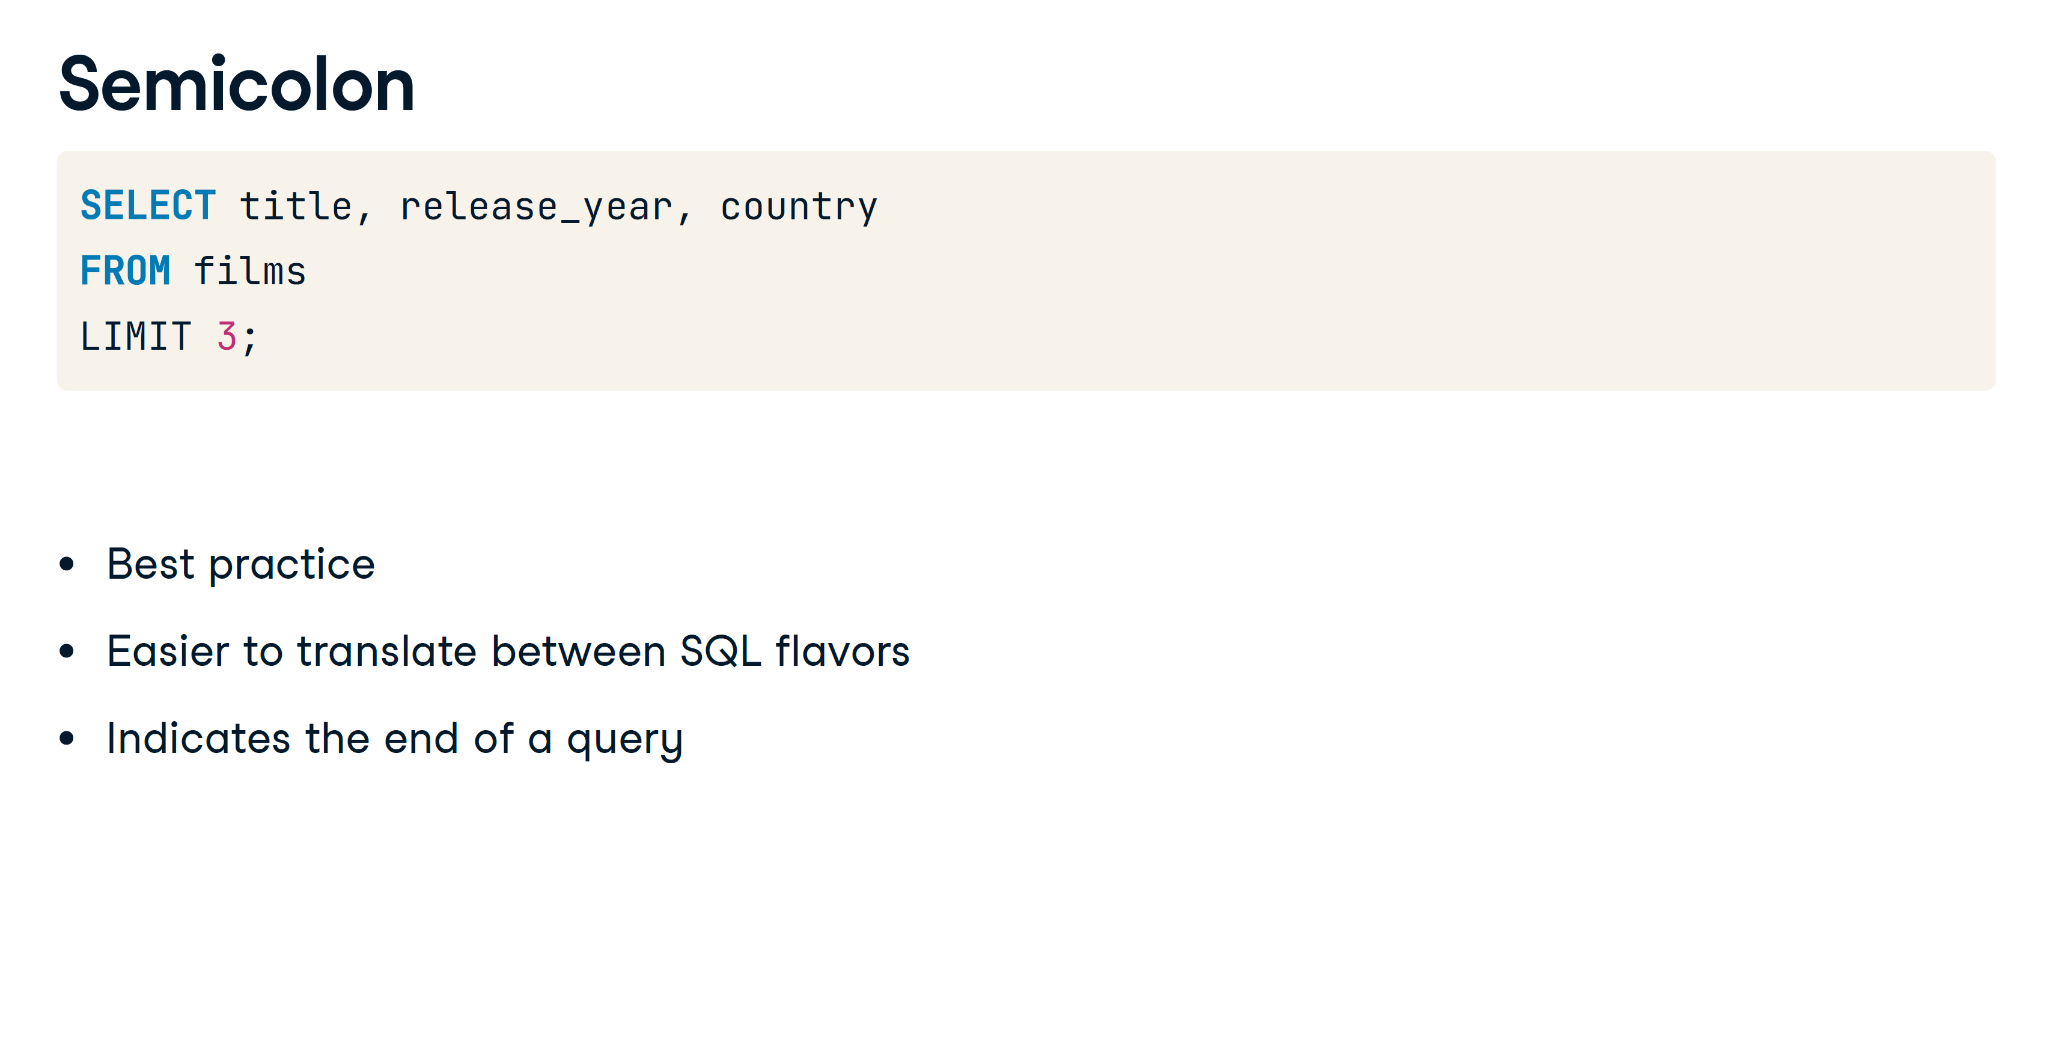 Semicolon
SELECT title, release_year, country
FROM films
LIMIT 3;
• Best practice
• Easier to translate between SQL flavors
• Indicates the end of a query